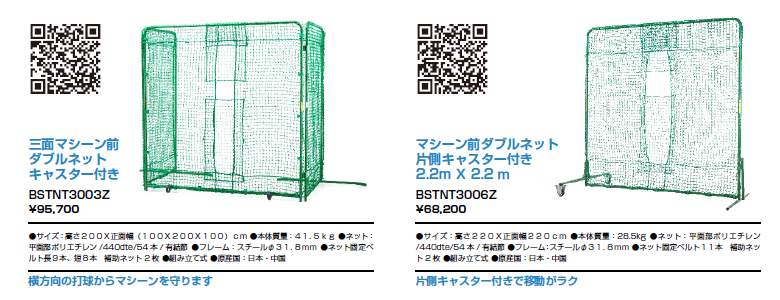 三面マシーン前
ダブルネット
キャスター付き
BSTNT3003Z
¥95,700
●サイズ：高さ２００Ｘ正面幅（１００Ｘ２００Ｘ１００）ｃｍ ●本体質量：４１.５ｋｇ ●ネット：
平面部ポリエチレン /440dte/54 本 / 有結節 ●フレーム：スチールφ３１.８ｍｍ ●ネット固定ベ
ルト長９本、短８本　補助ネット２枚 ●組み立て式 ●原産国：日本・中国
横方向の打球からマシーンを守ります
マシーン前ダブルネット
片側キャスター付き
2.2m X 2.2 m
BSTNT3006Z
¥68,200
●サイズ：高さ２２０Ｘ正面幅２２０ｃｍ ●本体質量：28.5kg ●ネット：平面部ポリエチレン
/440dte/54 本 / 有結節 ●フレーム：スチールφ３１.８ｍｍ ●ネット固定ベルト１１本　補助ネッ
ト２枚 ●組み立て式 ●原産国：日本・中国
片側キャスター付きで移動がラク